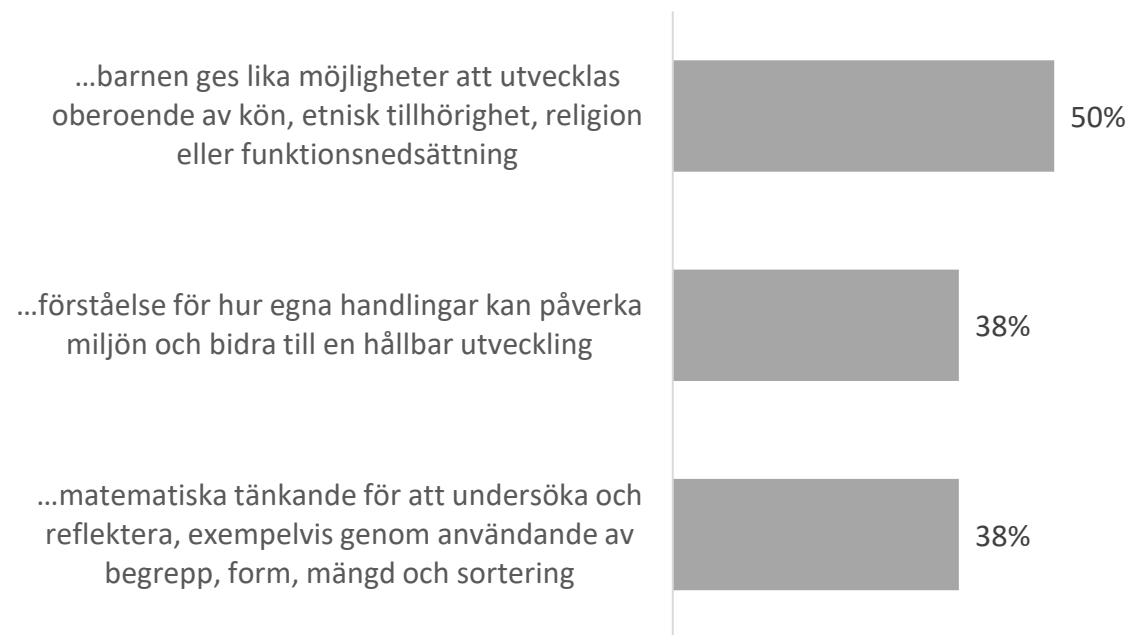 …barnen ges lika möjligheter att utvecklas
oberoende av kön, etnisk tillhörighet, religion
eller funktionsnedsättning
50%
…förståelse för hur egna handlingar kan påverka
miljön och bidra till en hållbar utveckling
38%
…matematiska tänkande för att undersöka och
reflektera, exempelvis genom användande av
begrepp, form, mängd och sortering
38%